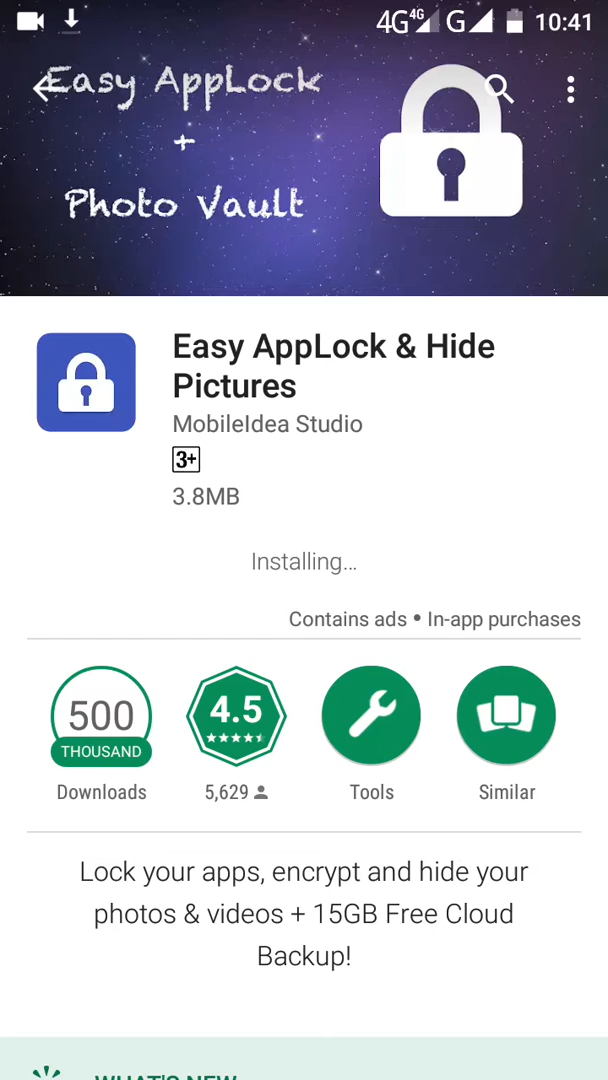 4G 4G G 10:41
Easy AppLock
+
Photo Vault
Easy AppLock & Hide
Pictures
MobileIdea Studio
3+
3.8MB
Installing...
Contains ads • In-app purchases
500
THOUSAND
Downloads
4.5
5,629
Tools
Similar
Lock your apps, encrypt and hide your
photos & videos + 15GB Free Cloud
Backup!
WHAT'S NEW